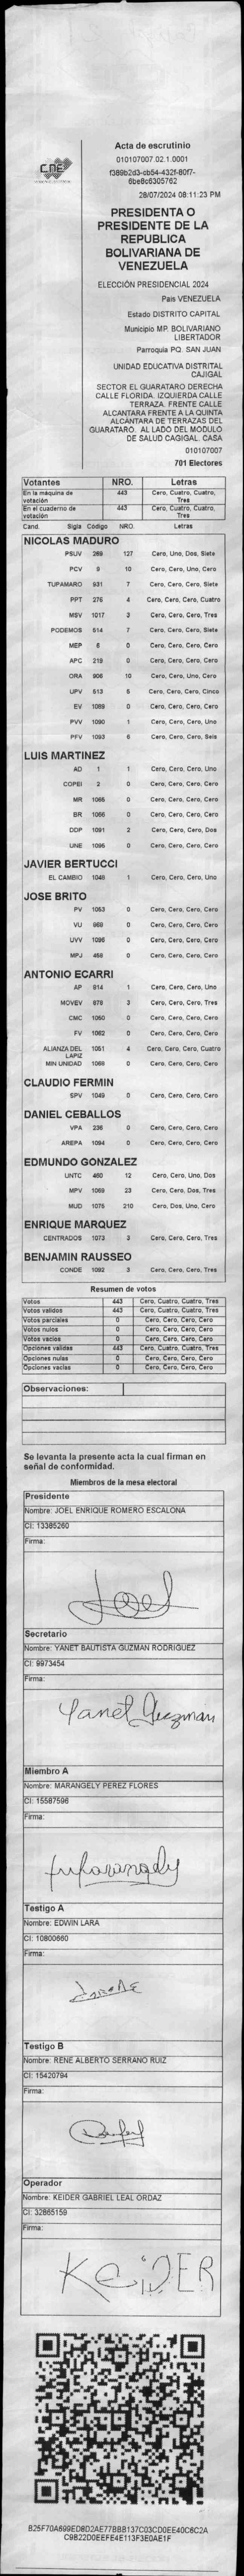 CNE
Acta de escrutinio
010107007.02.1.0001
f389b2d3-cb54-432f-80f7-
6be8c6305762
28/07/2024 08:11:23 PM
PRESIDENTA O
PRESIDENTE DE LA
REPUBLICA
BOLIVARIANA DE
VENEZUELA
ELECCIÓN PRESIDENCIAL 2024
Pais VENEZUELA
Estado DISTRITO CAPITAL
Municipio MP. BOLIVARIANO
LIBERTADOR
Parroquia PQ. SAN JUAN
UNIDAD EDUCATIVA DISTRITAL
CAJIGAL
SECTOR EL GUARATARO DERECHA
CALLE FLORIDA. IZQUIERDA CALLE
TERRAZA. FRENTE CALLE
ALCANTARA FRENTE A LA QUINTA
ALCÁNTARA DE TERRAZAS DEL
GUARATARO. AL LADO DEL MODULO
DE SALUD CAGIGAL. CASA
010107007
701 Electores
Votantes NRO. Letras
En la máquina de votación 443 Cero, Cuatro, Cuatro, Tres
En el cuaderno de votación 443 Cero, Cuatro, Cuatro, Tres
Cand. Sigla Código NRO. Letras
NICOLAS MADURO
PSUV 269 127 Cero, Uno, Dos, Siete
PCV 9 10 Cero, Cero, Uno, Cero
TUPAMARO 931 7 Cero, Cero, Cero, Siete
PPT 276 4 Cero, Cero, Cero, Cuatro
MSV 1017 3 Cero, Cero, Cero, Tres
PODEMOS 514 7 Cero, Cero, Cero, Siete
MEP 6 0 Cero, Cero, Cero, Cero
APC 219 0 Cero, Cero, Cero, Cero
ORA 906 10 Cero, Cero, Uno, Cero
UPV 513 5 Cero, Cero, Cero, Cinco
EV 1089 0 Cero, Cero, Cero, Cero
PVV 1090 1 Cero, Cero, Cero, Uno
PFV 1093 6 Cero, Cero, Cero, Seis
LUIS MARTINEZ
AD 1 1 Cero, Cero, Cero, Uno
COPEI 2 0 Cero, Cero, Cero, Cero
MR 1065 0 Cero, Cero, Cero, Cero
BR 1066 0 Cero, Cero, Cero, Cero
DDP 1091 2 Cero, Cero, Cero, Dos
UNE 1096 0 Cero, Cero, Cero, Cero
JAVIER BERTUCCI
EL CAMBIO 1048 1 Cero, Cero, Cero, Uno
JOSE BRITO
PV 1053 0 Cero, Cero, Cero, Cero
VU 969 0 Cero, Cero, Cero, Cero
UVV 1095 0 Cero, Cero, Cero, Cero
MPJ 459 0 Cero, Cero, Cero, Cero
ANTONIO ECARRI
AP 914 1 Cero, Cero, Cero, Uno
MOVEV 979 3 Cero, Cero, Cero, Tres
CMC 1050 0 Cero, Cero, Cero, Cero
FV 1062 0 Cero, Cero, Cero, Cero
ALIANZA DEL LAPIZ 1051 4 Cero, Cero, Cero, Cuatro
MIN UNIDAD 1068 0 Cero, Cero, Cero, Cero
CLAUDIO FERMIN
SPV 1049 0 Cero, Cero, Cero, Cero
DANIEL CEBALLOS
VPA 236 0 Cero, Cero, Cero, Cero
AREPA 1094 0 Cero, Cero, Cero, Cero
EDMUNDO GONZALEZ
UNTC 460 12 Cero, Cero, Uno, Dos
MPV 1069 23 Cero, Cero, Dos, Tres
MUD 1075 210 Cero, Dos, Uno, Cero
ENRIQUE MARQUEZ
CENTRADOS 1073 3 Cero, Cero, Cero, Tres
BENJAMIN RAUSSEO
CONDE 1092 3 Cero, Cero, Cero, Tres
Resumen de votos
Votos 443 Cero, Cuatro, Cuatro, Tres
Votos validos 443 Cero, Cuatro, Cuatro, Tres
Votos parciales 0 Cero, Cero, Cero, Cero
Votos nulos 0 Cero, Cero, Cero, Cero
Votos vacios 0 Cero, Cero, Cero, Cero
Opciones validas 443 Cero, Cuatro, Cuatro, Tres
Opciones nulas 0 Cero, Cero, Cero, Cero
Opciones vacias 0 Cero, Cero, Cero, Cero
Observaciones:
Se levanta la presente acta la cual firman en
señal de conformidad.
Miembros de la mesa electoral
Presidente
Nombre: JOEL ENRIQUE ROMERO ESCALONA
CI: 13385260
Firma:
Joel
Secretario
Nombre: YANET BAUTISTA GUZMAN RODRIGUEZ
CI: 9973454
Firma:
Yanet Guzmán
Miembro A
Nombre: MARANGELY PEREZ FLORES
CI: 15587596
Firma:
Testigo A
Nombre: EDWIN LARA
CI: 10800660
Firma:
Testigo B
Nombre: RENE ALBERTO SERRANO RUIZ
CI: 15420794
Firma:
Operador
Nombre: KEIDER GABRIEL LEAL ORDAZ
CI: 32865159
Firma:
KEIDER
B25F70A699ED8D2AE77BBB137C03CD0EE40C6C2A
C9B22D0EEFE4E113F3E0AE1F